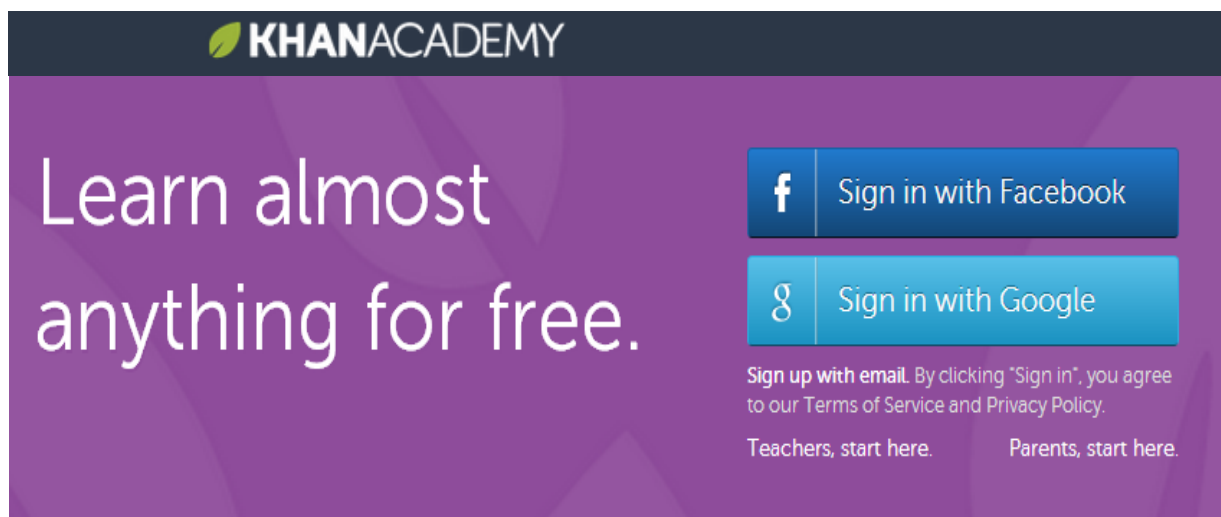 KHANACADEMY
Learn almost
anything for free.
f Sign in with Facebook
g Sign in with Google
Sign up with email. By clicking "Sign in", you agree
to our Terms of Service and Privacy Policy.
Teachers, start here. Parents, start here.